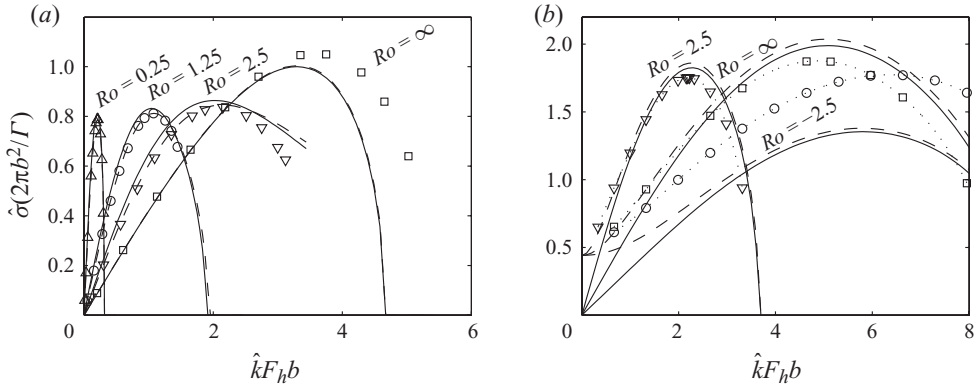 (a)
Ro = 0.25
Ro = 1.25
Ro = 2.5
Ro = ∞
1.0
0.8
0.6
0.4
0.2
0
2
4
6
σ̂(2πb²/Γ)
k̂F_h b
(b)
Ro = 2.5
Ro = ∞
Ro = −2.5
2.0
1.5
1.0
0.5
0
2
4
6
8
k̂F_h b